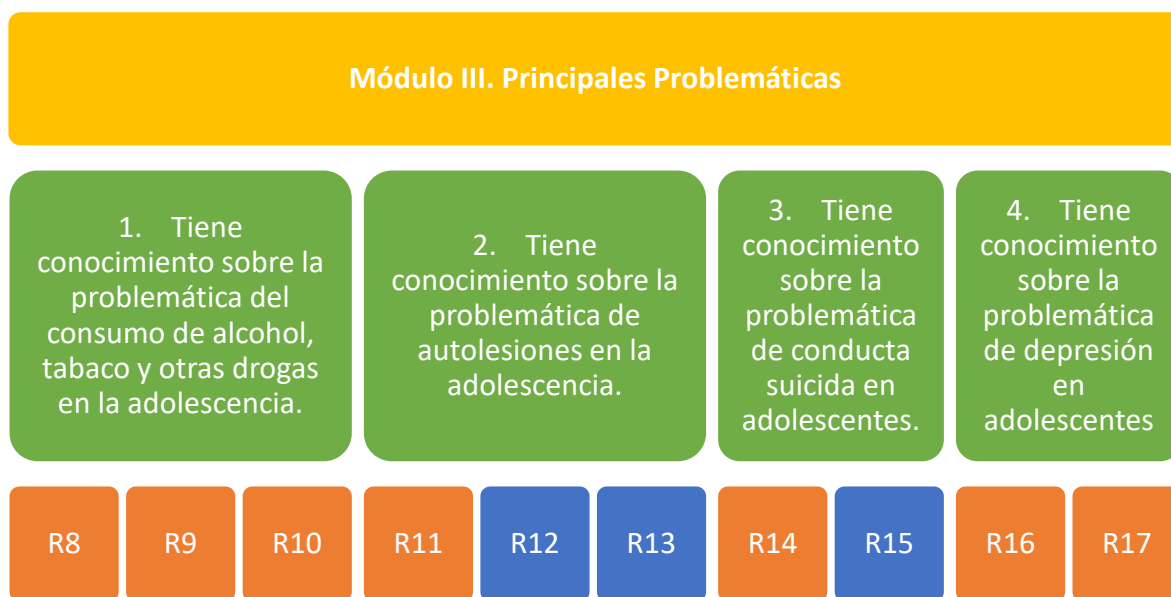 Módulo III. Principales Problemáticas
1. Tiene
conocimiento sobre la
problemática del
consumo de alcohol,
tabaco y otras drogas
en la adolescencia.
2. Tiene
conocimiento sobre la
problemática de
autolesiones en la
adolescencia.
3. Tiene
conocimiento
sobre la
problemática
de conducta
suicida en
adolescentes.
4. Tiene
conocimiento
sobre la
problemática
de depresión
en
adolescentes
R8
R9
R10
R11
R12
R13
R14
R15
R16
R17